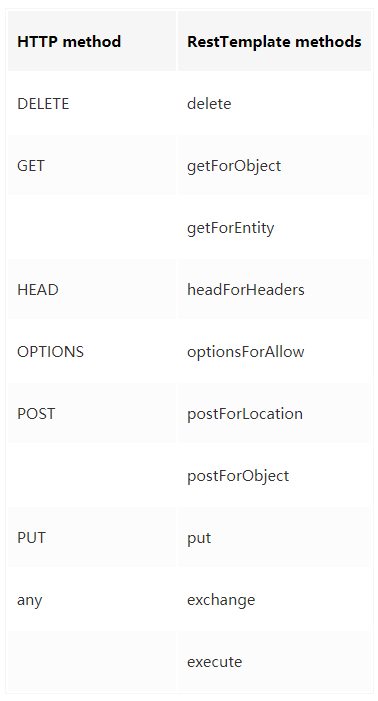 HTTP method RestTemplate methods
DELETE delete
GET getForObject
getForEntity
HEAD headForHeaders
OPTIONS optionsForAllow
POST postForLocation
postForObject
PUT put
any exchange
execute